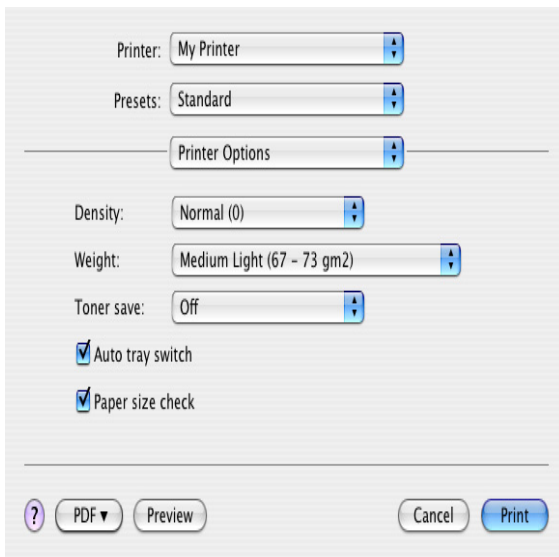 Printer: My Printer
Presets: Standard
Printer Options
Density: Normal (0)
Weight: Medium Light (67 – 73 gm2)
Toner save: Off
Auto tray switch
Paper size check
? PDF ▾ Preview Cancel Print